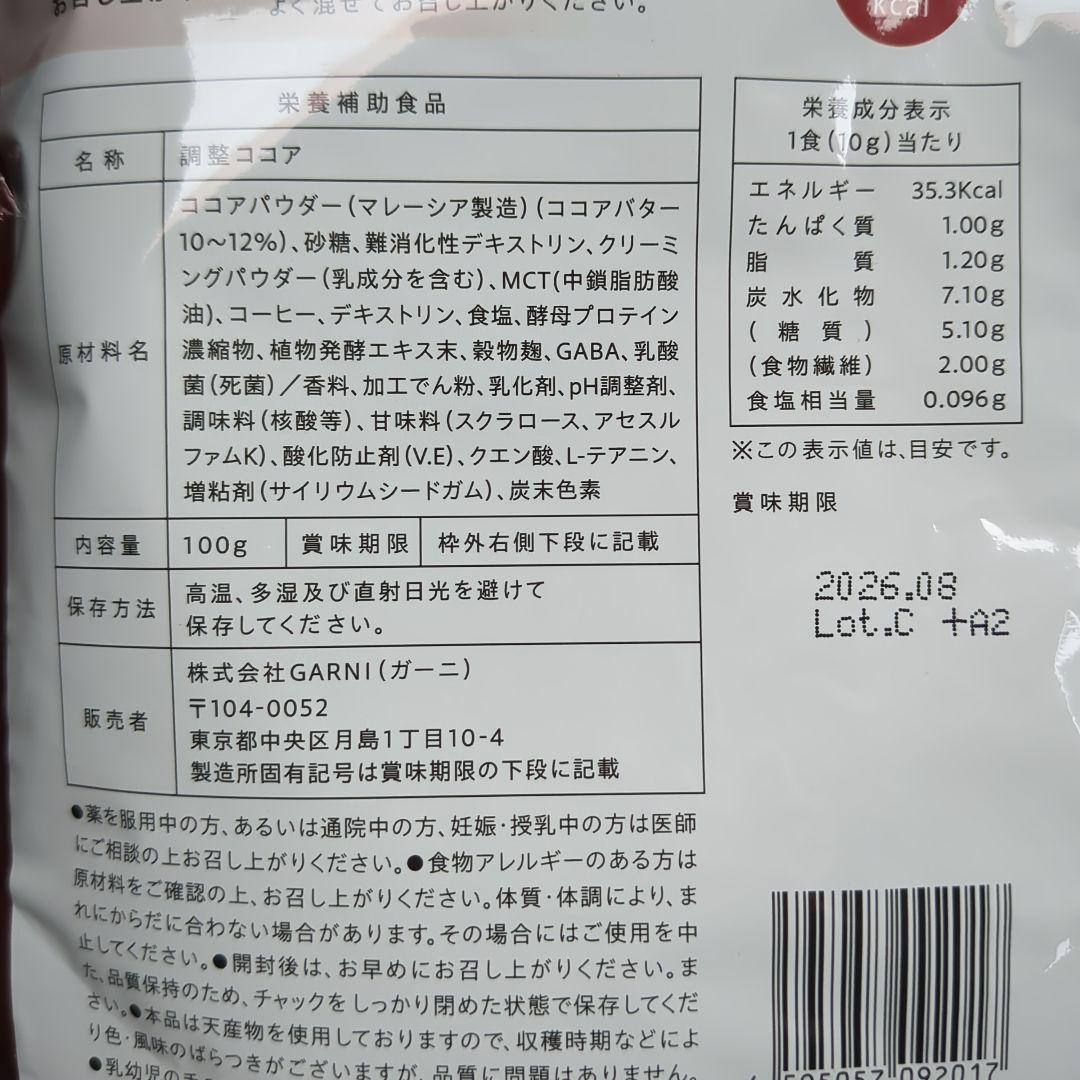 お召し上が
よく混ぜてお召し上がりください。
kcal
栄養補助食品
名称
調整ココア
原材料名
ココアパウダー(マレーシア製造)(ココアバター
10〜12%)、砂糖、難消化性デキストリン、クリーミ
ングパウダー(乳成分を含む)、MCT(中鎖脂肪酸
油)、コーヒー、デキストリン、食塩、酵母プロテイン
濃縮物、植物発酵エキス末、穀物麹、GABA、乳酸
菌(死菌)/香料、加工でん粉、乳化剤、pH調整剤、
調味料(核酸等)、甘味料(スクラロース、アセスル
ファムK)、酸化防止剤(V.E)、クエン酸、L-テアニン、
増粘剤(サイリウムシードガム)、炭末色素
内容量 100g 賞味期限 枠外右側下段に記載
保存方法
高温、多湿及び直射日光を避けて
保存してください。
販売者
株式会社GARNI(ガーニ)
〒104-0052
東京都中央区月島1丁目10-4
製造所固有記号は賞味期限の下段に記載
●薬を服用中の方、あるいは通院中の方、妊娠・授乳中の方は医師
にご相談の上お召し上がりください。●食物アレルギーのある方は
原材料をご確認の上、お召し上がりください。体質・体調により、ま
れにからだに合わない場合があります。その場合にはご使用を中
止してください。●開封後は、お早めにお召し上がりください。ま
た、品質保持のため、チャックをしっかり閉めた状態で保存してくだ
さい。●本品は天産物を使用しておりますので、収穫時期などによ
り色・風味のばらつきがございますが、品質に問題はありません。
●乳幼児の手
栄養成分表示
1食(10g)当たり
エネルギー 35.3Kcal
たんぱく質 1.00g
脂質 1.20g
炭水化物 7.10g
(糖質) 5.10g
(食物繊維) 2.00g
食塩相当量 0.096g
※この表示値は、目安です。
賞味期限
2026.08
Lot.C +A2
4 595057 092017